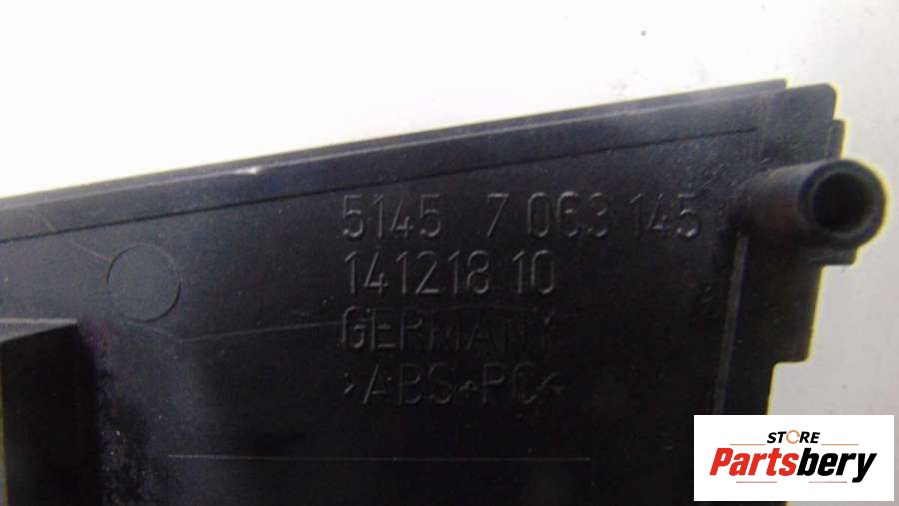 5145 7 063 145
141218 10
GERMANY
>ABS+PC<
STORE
Partsbery